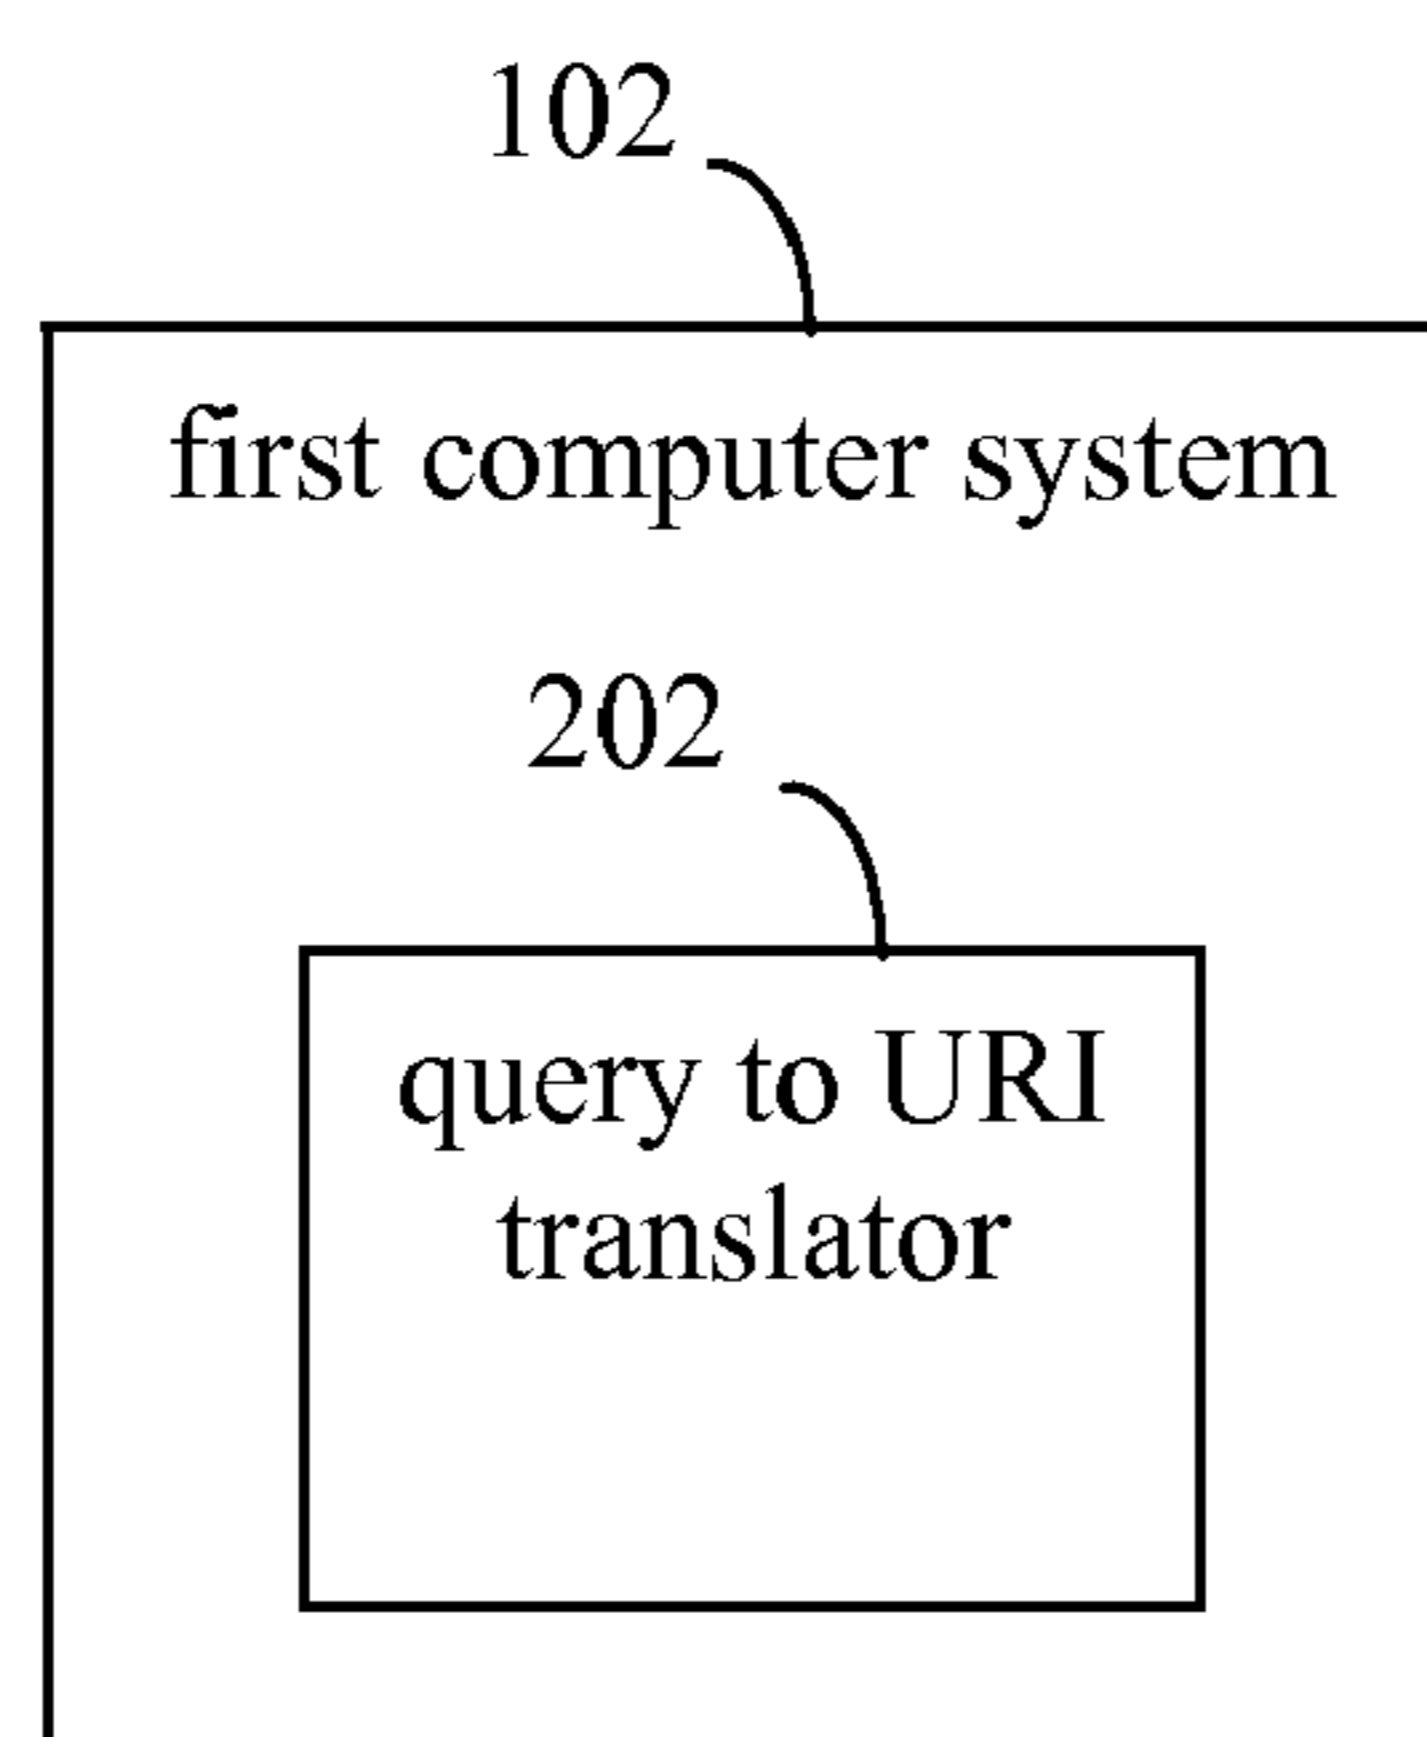 102
first computer system
202
query to URI
translator